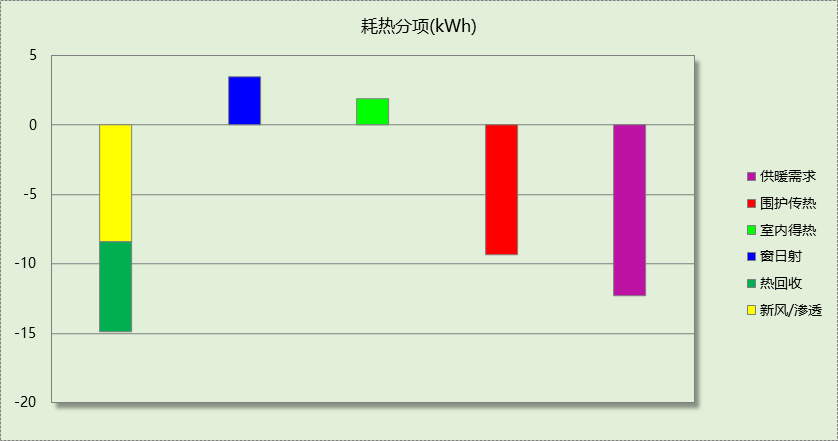 耗热分项(kWh)
5
0
-5
-10
-15
-20
供暖需求
围护传热
室内得热
窗日射
热回收
新风/渗透